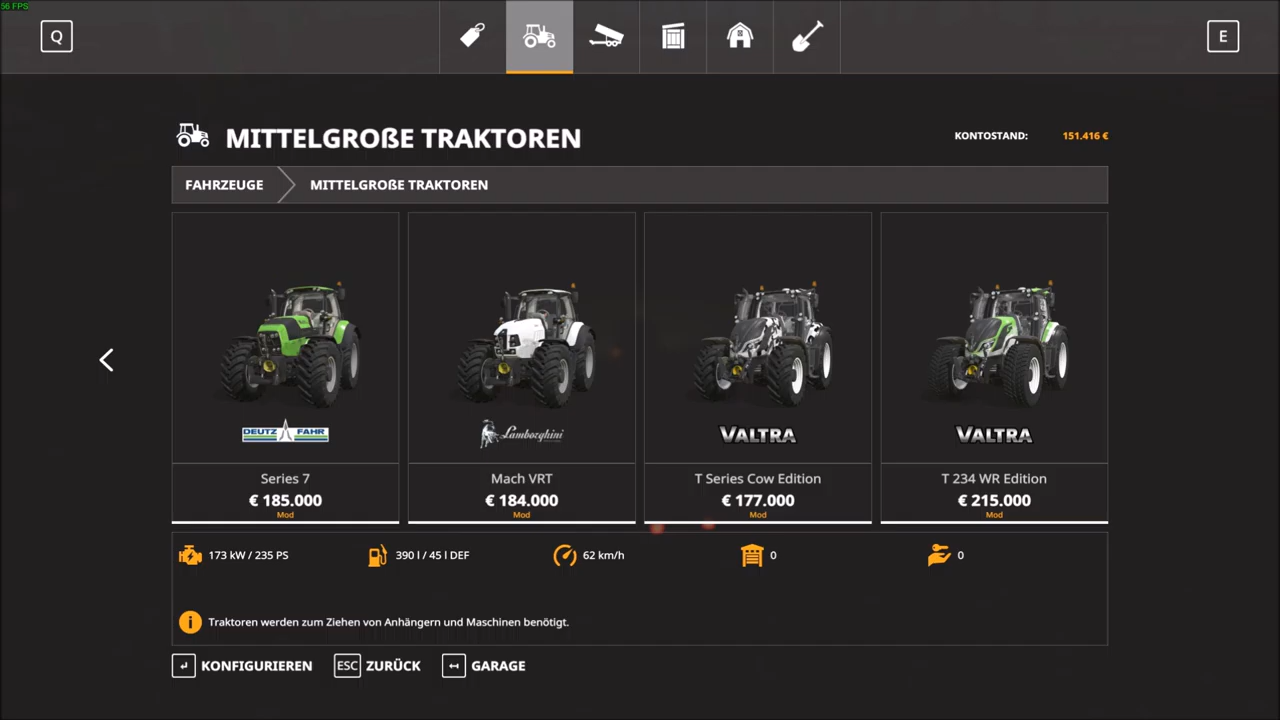 56 FPS
Q
E
MITTELGROßE TRAKTOREN
KONTOSTAND: 151.416 €
FAHRZEUGE MITTELGROßE TRAKTOREN
DEUTZ FAHR
Lamborghini
VALTRA
VALTRA
Series 7
Mach VRT
T Series Cow Edition
T 234 WR Edition
€ 185.000
€ 184.000
€ 177.000
€ 215.000
Mod
Mod
Mod
Mod
173 kW / 235 PS
390 l / 45 l DEF
62 km/h
0
0
Traktoren werden zum Ziehen von Anhängern und Maschinen benötigt.
KONFIGURIEREN
ESC ZURÜCK
GARAGE